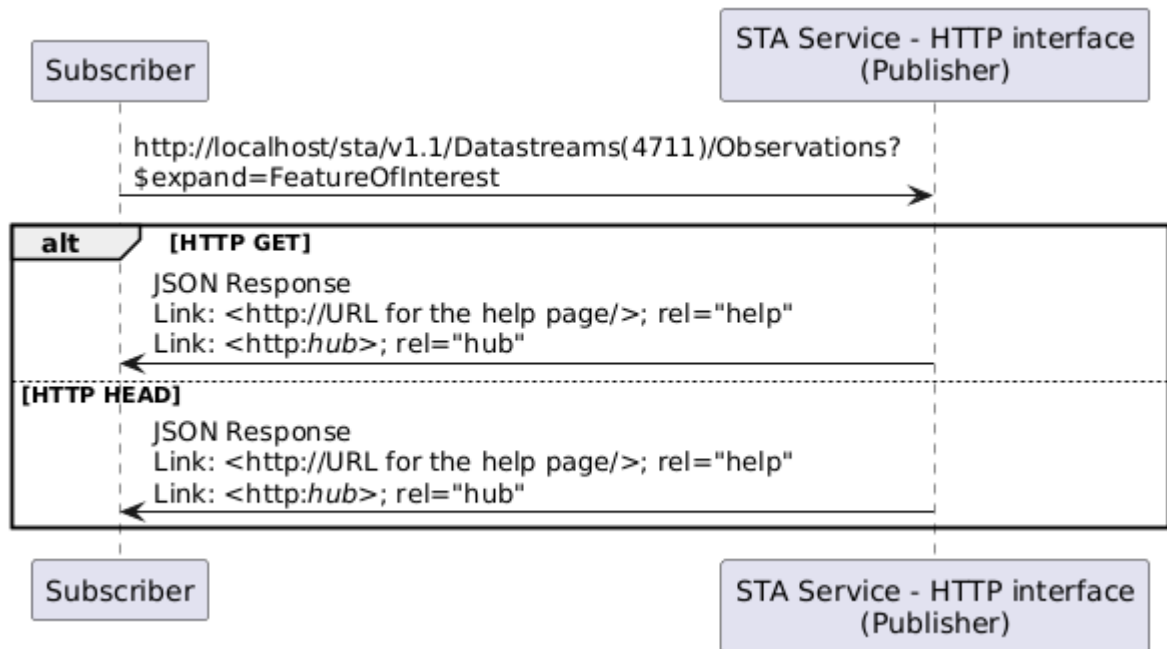 Subscriber
STA Service - HTTP interface
(Publisher)
http://localhost/sta/v1.1/Datastreams(4711)/Observations?
$expand=FeatureOfInterest
alt
[HTTP GET]
JSON Response
Link: <http://URL for the help page/>; rel="help"
Link: <http:hub>; rel="hub"
[HTTP HEAD]
JSON Response
Link: <http://URL for the help page/>; rel="help"
Link: <http:hub>; rel="hub"
Subscriber
STA Service - HTTP interface
(Publisher)